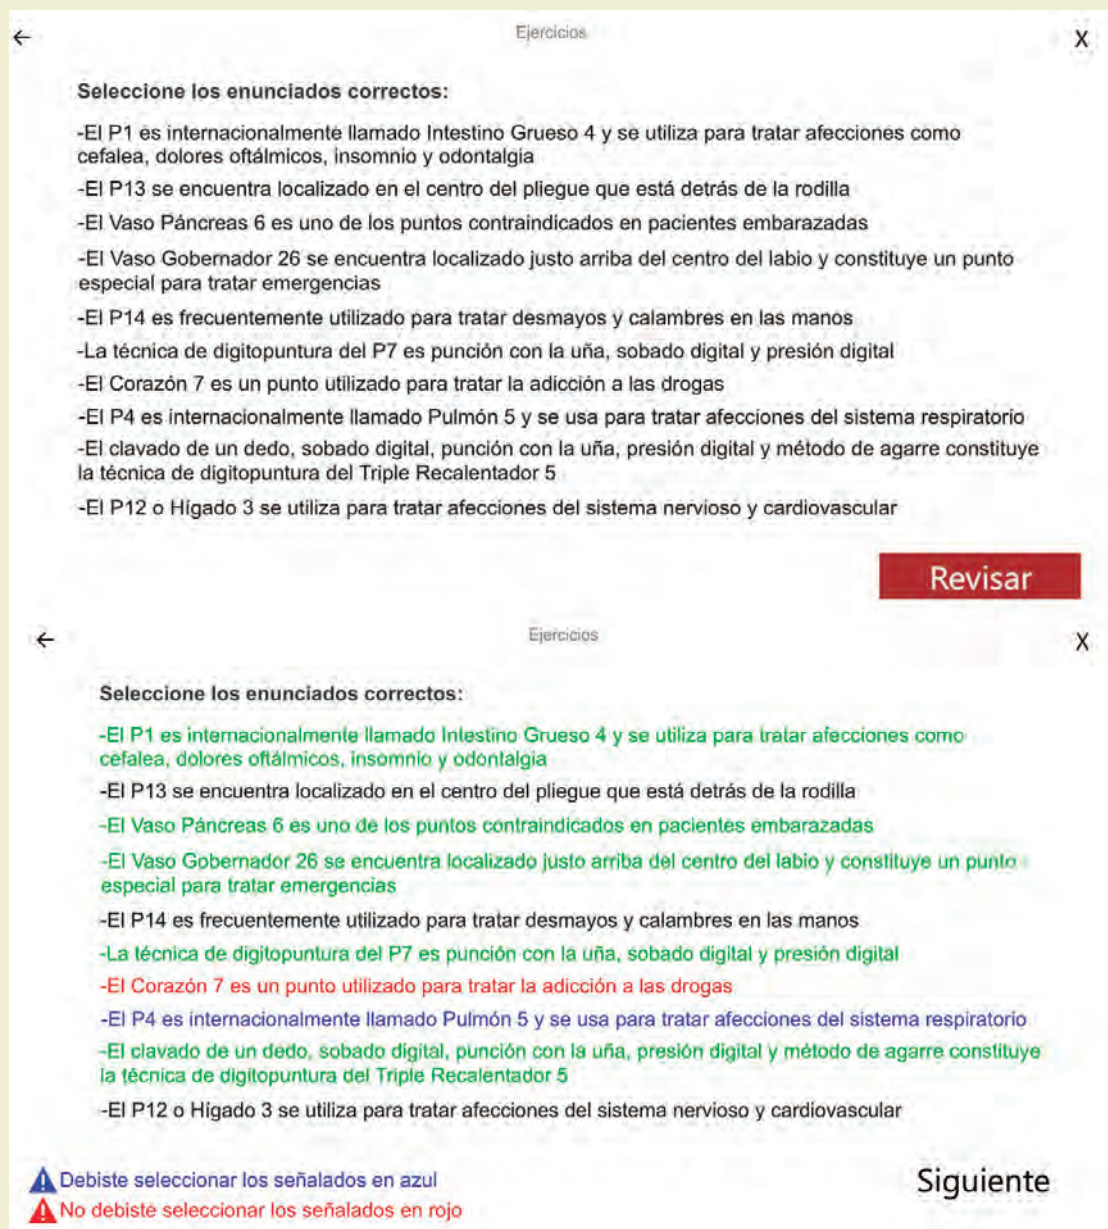 ←
Ejercicios
X
Seleccione los enunciados correctos:
-El P1 es internacionalmente llamado Intestino Grueso 4 y se utiliza para tratar afecciones como
cefalea, dolores oftálmicos, insomnio y odontalgia
-El P13 se encuentra localizado en el centro del pliegue que está detrás de la rodilla
-El Vaso Páncreas 6 es uno de los puntos contraindicados en pacientes embarazadas
-El Vaso Gobernador 26 se encuentra localizado justo arriba del centro del labio y constituye un punto
especial para tratar emergencias
-El P14 es frecuentemente utilizado para tratar desmayos y calambres en las manos
-La técnica de digitopuntura del P7 es punción con la uña, sobado digital y presión digital
-El Corazón 7 es un punto utilizado para tratar la adicción a las drogas
-El P4 es internacionalmente llamado Pulmón 5 y se usa para tratar afecciones del sistema respiratorio
-El clavado de un dedo, sobado digital, punción con la uña, presión digital y método de agarre constituye
la técnica de digitopuntura del Triple Recalentador 5
-El P12 o Hígado 3 se utiliza para tratar afecciones del sistema nervioso y cardiovascular
Revisar
←
Ejercicios
X
Seleccione los enunciados correctos:
-El P1 es internacionalmente llamado Intestino Grueso 4 y se utiliza para tratar afecciones como
cefalea, dolores oftálmicos, insomnio y odontalgia
-El P13 se encuentra localizado en el centro del pliegue que está detrás de la rodilla
-El Vaso Páncreas 6 es uno de los puntos contraindicados en pacientes embarazadas
-El Vaso Gobernador 26 se encuentra localizado justo arriba del centro del labio y constituye un punto
especial para tratar emergencias
-El P14 es frecuentemente utilizado para tratar desmayos y calambres en las manos
-La técnica de digitopuntura del P7 es punción con la uña, sobado digital y presión digital
-El Corazón 7 es un punto utilizado para tratar la adicción a las drogas
-El P4 es internacionalmente llamado Pulmón 5 y se usa para tratar afecciones del sistema respiratorio
-El clavado de un dedo, sobado digital, punción con la uña, presión digital y método de agarre constituye
la técnica de digitopuntura del Triple Recalentador 5
-El P12 o Hígado 3 se utiliza para tratar afecciones del sistema nervioso y cardiovascular
Debiste seleccionar los señalados en azul
No debiste seleccionar los señalados en rojo
Siguiente